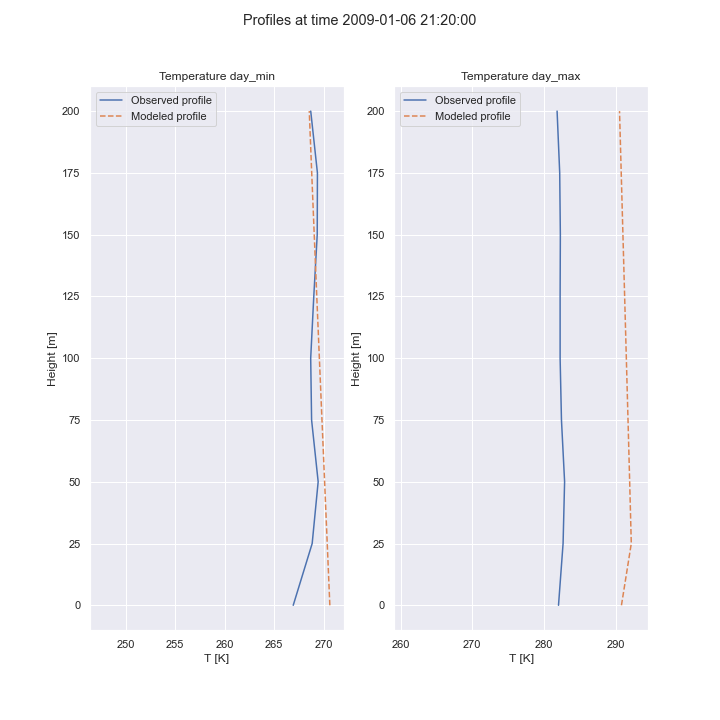 Profiles at time 2009-01-06 21:20:00
Temperature day_min
Observed profile
Modeled profile
200
175
150
125
100
75
50
25
0
Height [m]
250 255 260 265 270
T [K]
Temperature day_max
Observed profile
Modeled profile
200
175
150
125
100
75
50
25
0
Height [m]
260 270 280 290
T [K]